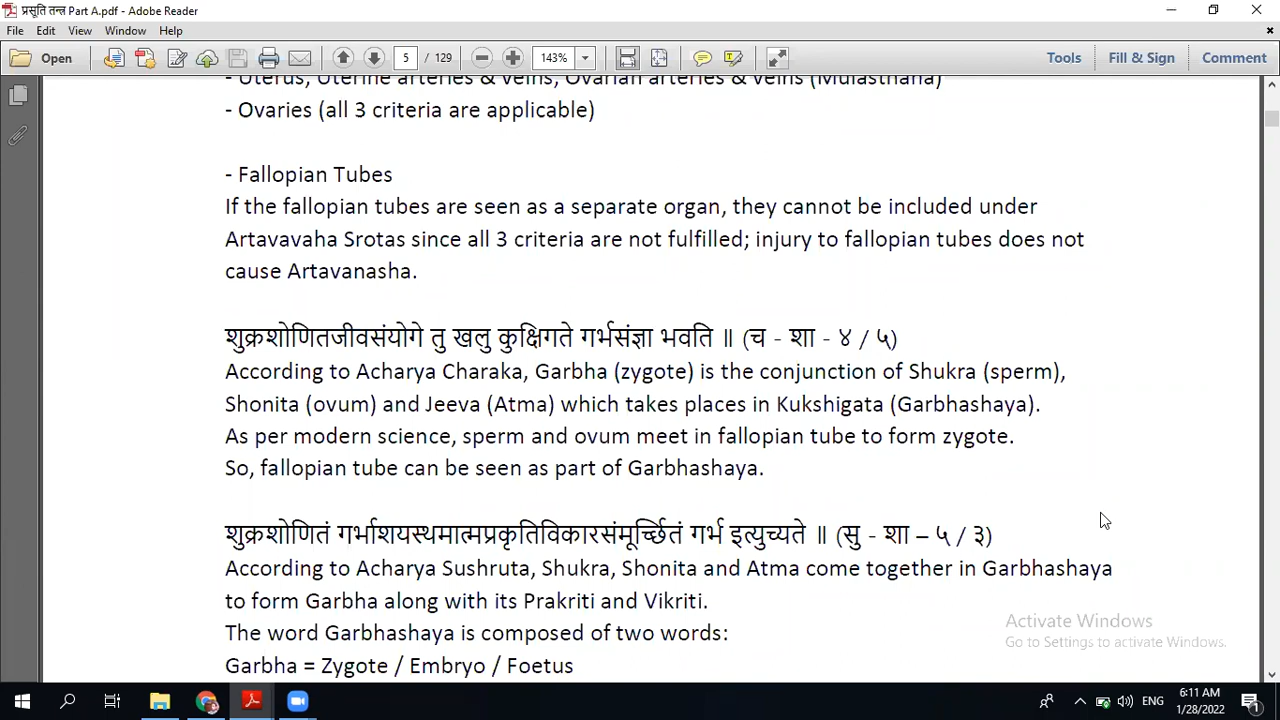 प्रसूति तन्त्र Part A.pdf - Adobe Reader
File Edit View Window Help
Open 5 / 129 143% Tools Fill & Sign Comment
- Uterus, Uterine arteries & veins, Ovarian arteries & veins (Mulasthana)
- Ovaries (all 3 criteria are applicable)
- Fallopian Tubes
If the fallopian tubes are seen as a separate organ, they cannot be included under
Artavavaha Srotas since all 3 criteria are not fulfilled; injury to fallopian tubes does not
cause Artavanasha.
शुक्रशोणितजीवसंयोगे तु खलु कुक्षिगते गर्भसंज्ञा भवति ॥ (च - शा - ४ / ५)
According to Acharya Charaka, Garbha (zygote) is the conjunction of Shukra (sperm),
Shonita (ovum) and Jeeva (Atma) which takes places in Kukshigata (Garbhashaya).
As per modern science, sperm and ovum meet in fallopian tube to form zygote.
So, fallopian tube can be seen as part of Garbhashaya.
शुक्रशोणितं गर्भाशयस्थमात्मप्रकृतिविकारसंमूर्च्छितं गर्भ इत्युच्यते ॥ (सु - शा – ५ / ३)
According to Acharya Sushruta, Shukra, Shonita and Atma come together in Garbhashaya
to form Garbha along with its Prakriti and Vikriti.
The word Garbhashaya is composed of two words:
Garbha = Zygote / Embryo / Foetus
Activate Windows
Go to Settings to activate Windows.
ENG
6:11 AM
1/28/2022
1